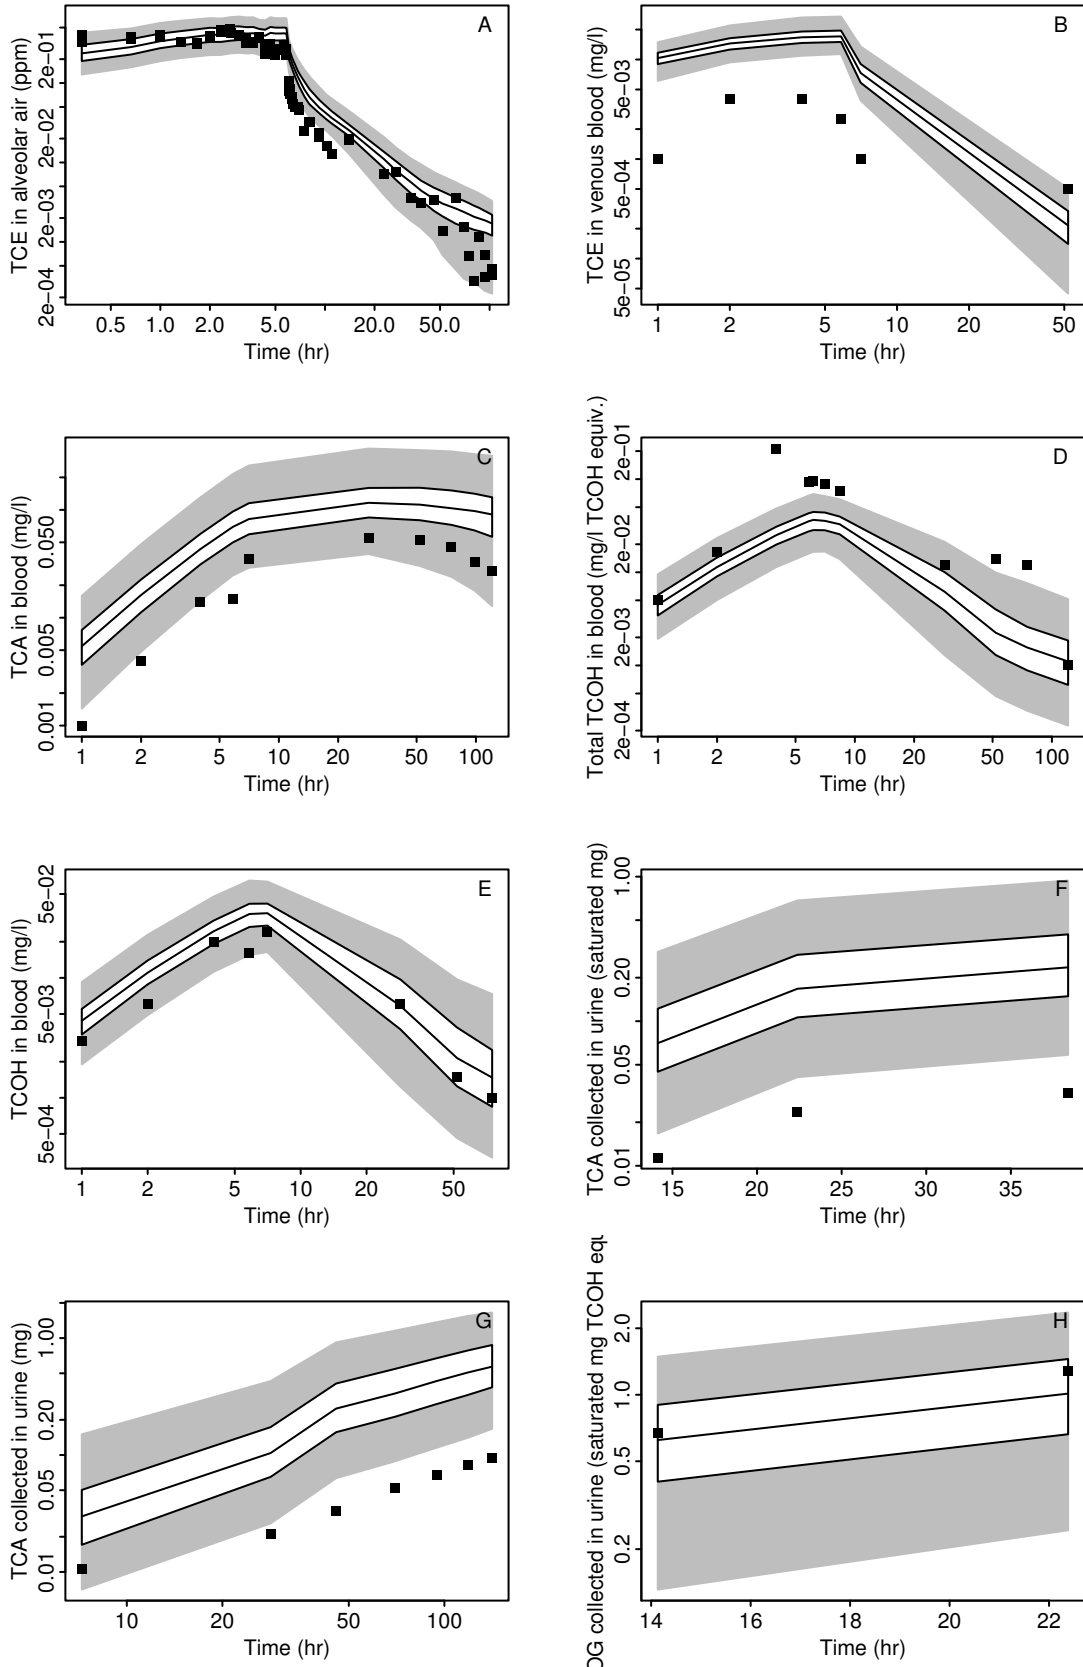 A
TCE in alveolar air (ppm)
2e−01
2e−02
2e−03
2e−04
0.5 1.0 2.0 5.0 20.0 50.0
Time (hr)
B
TCE in venous blood (mg/l)
5e−03
5e−04
5e−05
1 2 5 10 20 50
Time (hr)
C
TCA in blood (mg/l)
0.050
0.005
0.001
1 2 5 10 20 50 100
Time (hr)
D
Total TCOH in blood (mg/l TCOH equiv.)
2e−01
2e−02
2e−03
2e−04
1 2 5 10 20 50 100
Time (hr)
E
TCOH in blood (mg/l)
5e−02
5e−03
5e−04
1 2 5 10 20 50
Time (hr)
F
TCA collected in urine (saturated mg)
1.00
0.20
0.05
0.01
15 20 25 30 35
Time (hr)
G
TCA collected in urine (mg)
1.00
0.20
0.05
0.01
10 20 50 100
Time (hr)
H
OG collected in urine (saturated mg TCOH equ
2.0
1.0
0.5
0.2
14 16 18 20 22
Time (hr)